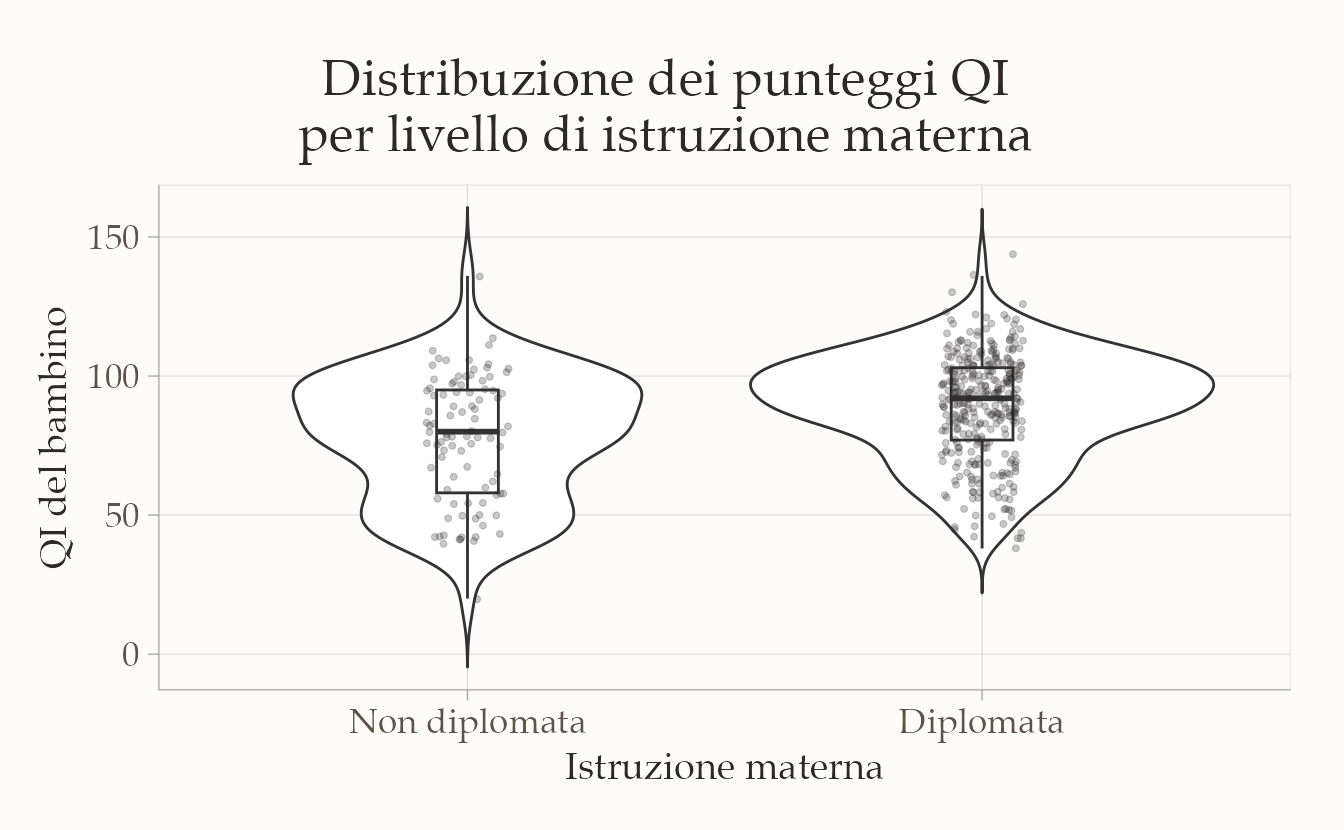 Distribuzione dei punteggi QI
per livello di istruzione materna
QI del bambino
150
100
50
0
Non diplomata
Diplomata
Istruzione materna